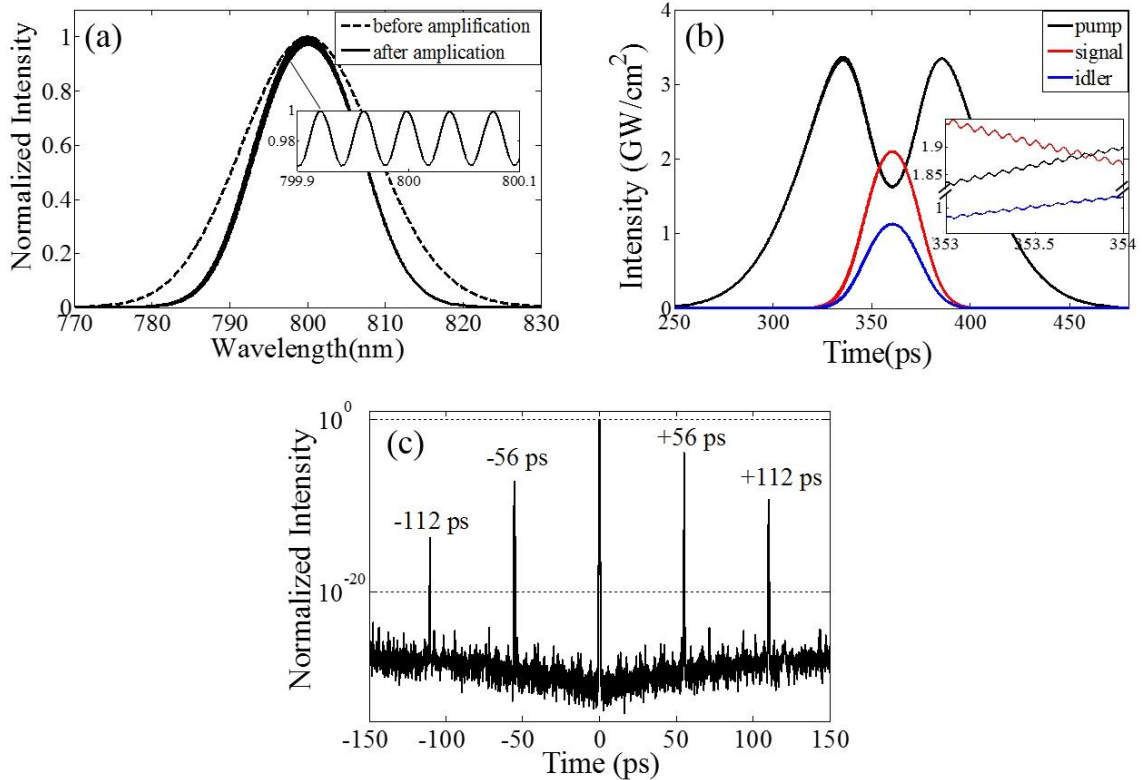 (a)
before amplification
after amplication
1
0.98
799.9
800
800.1
1
0.8
0.6
0.4
0.2
0
770
780
790
800
810
820
830
Normalized Intensity
Wavelength(nm)
(b)
pump
signal
idler
1.9
1.85
1
353
353.5
354
4
3
2
1
0
250
300
350
400
450
Intensity (GW/cm²)
Time(ps)
(c)
-112 ps
-56 ps
+56 ps
+112 ps
10⁰
10⁻²⁰
-150
-100
-50
0
50
100
150
Normalized Intensity
Time (ps)